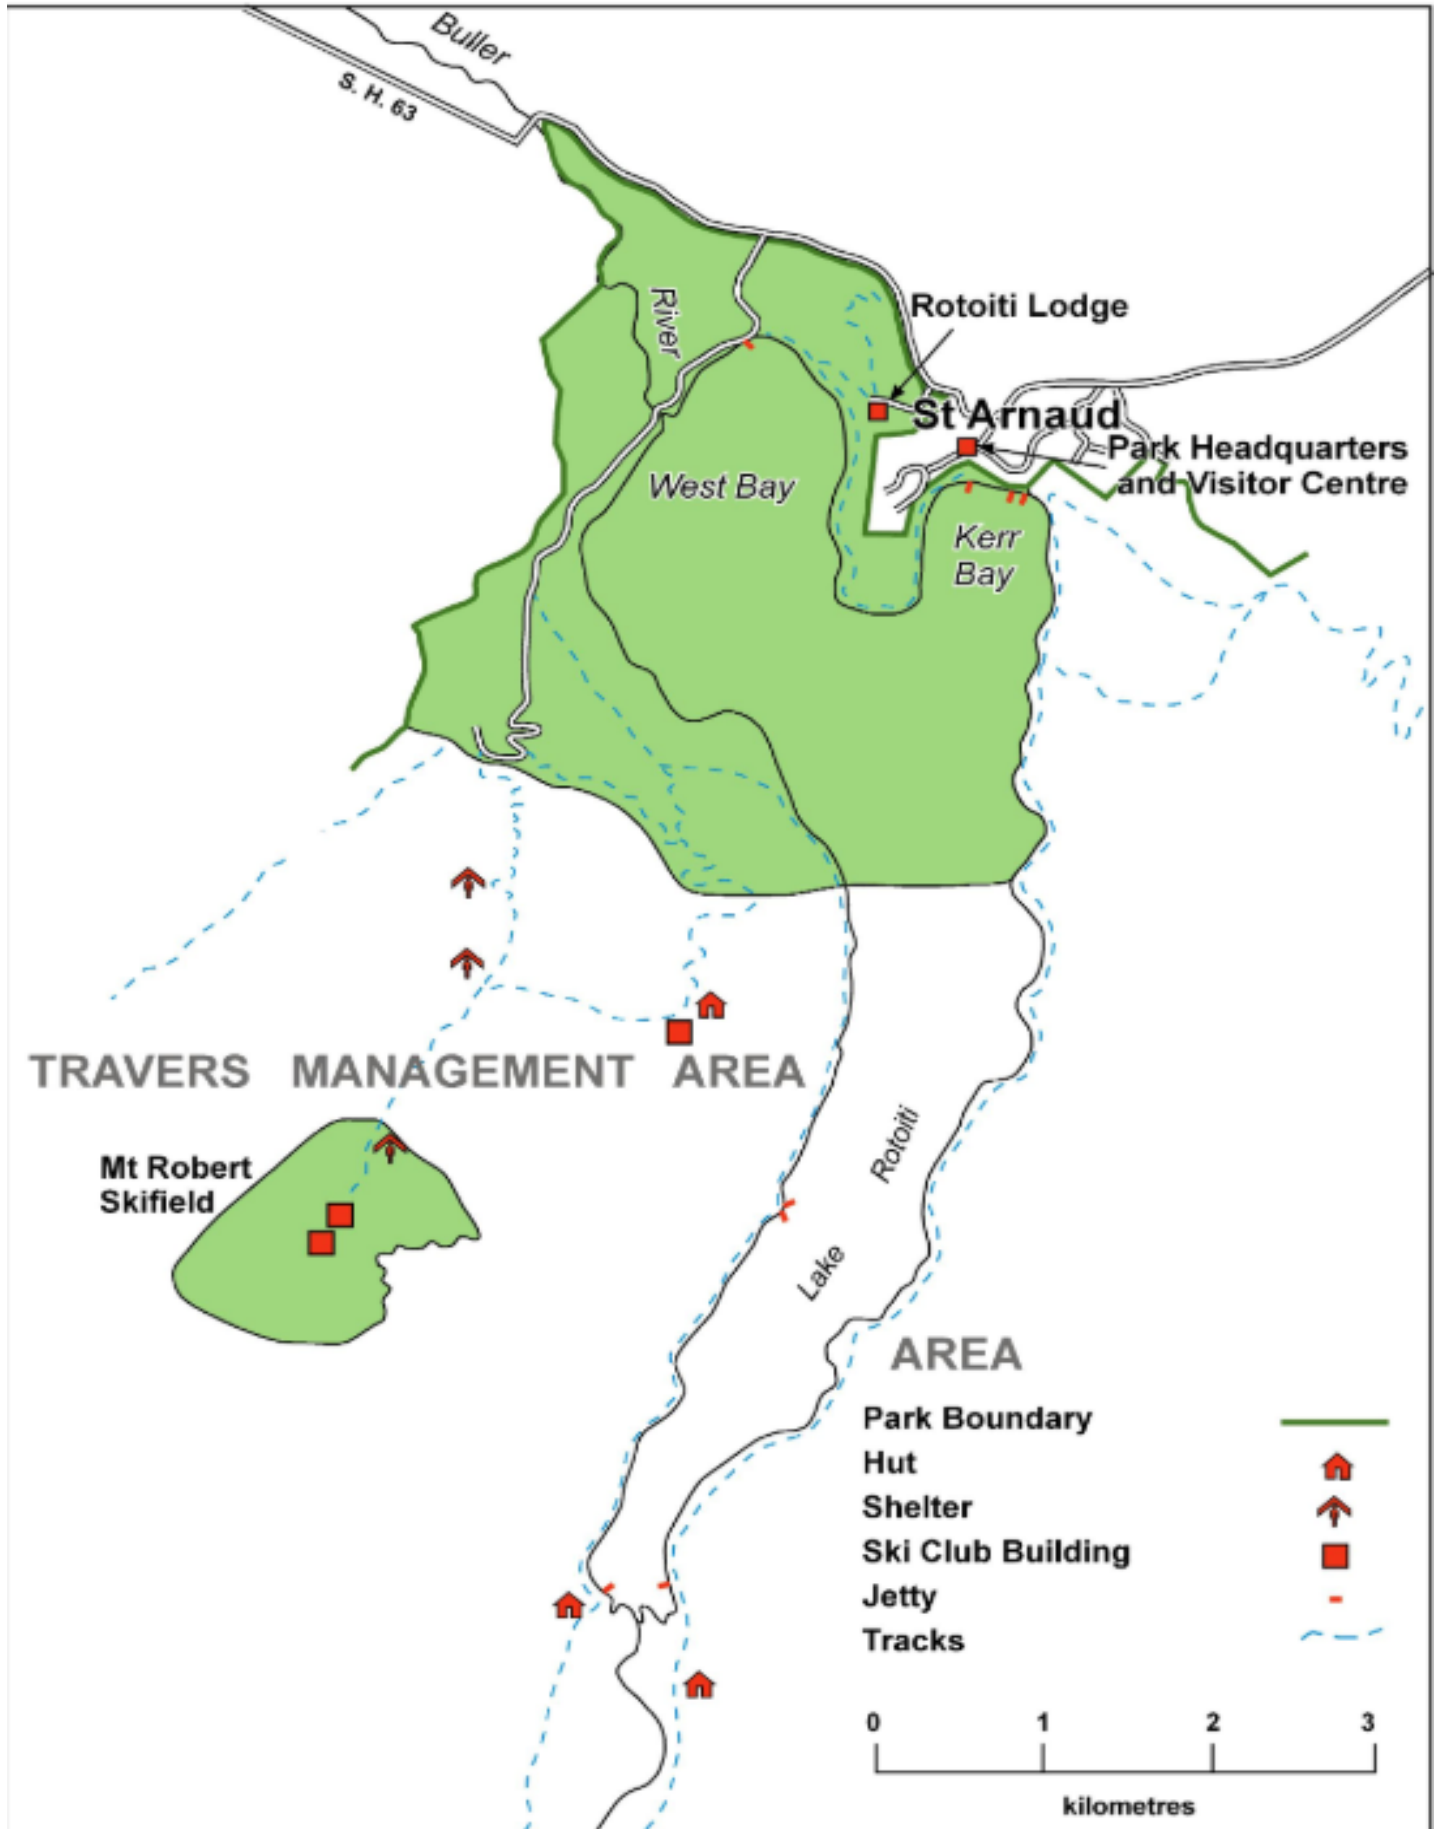 Buller
S. H. 63
River
Rotoiti Lodge
St Arnaud
Park Headquarters
and Visitor Centre
West Bay
Kerr
Bay
TRAVERS MANAGEMENT AREA
Mt Robert
Skifield
Rotoiti
Lake
AREA
Park Boundary
Hut
Shelter
Ski Club Building
Jetty
Tracks
0 1 2 3
kilometres